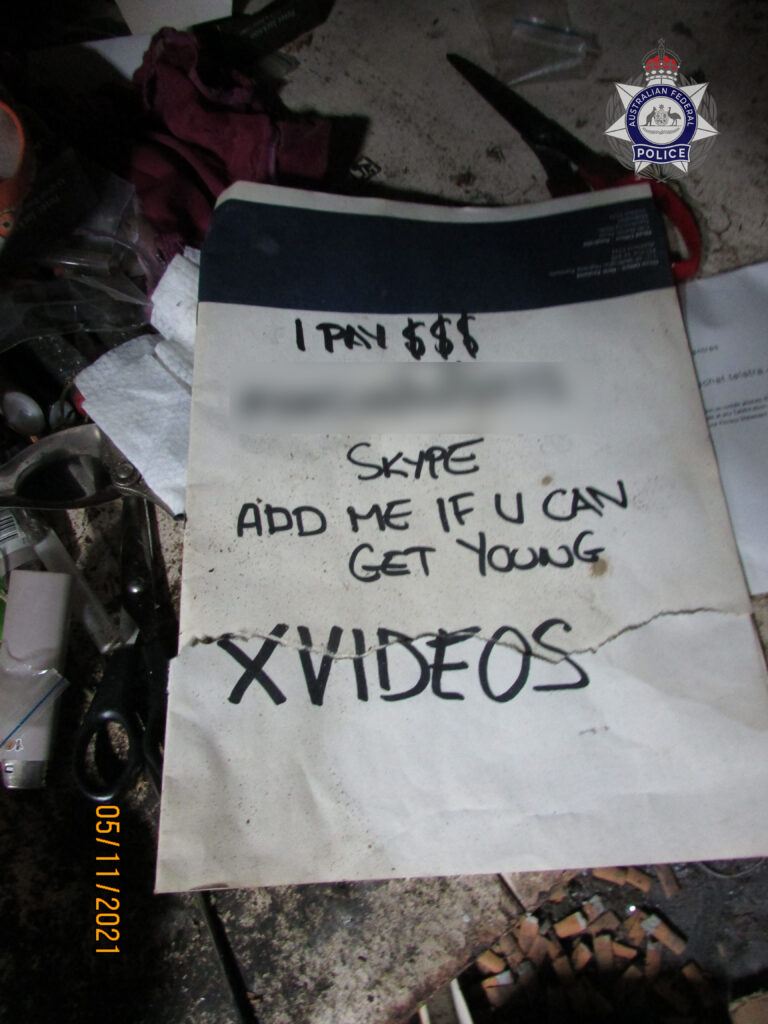 AUSTRALIAN FEDERAL
POLICE
I PAY $$$
SKYPE
ADD ME IF U CAN
GET YOUNG
XVIDEOS
05/11/2021